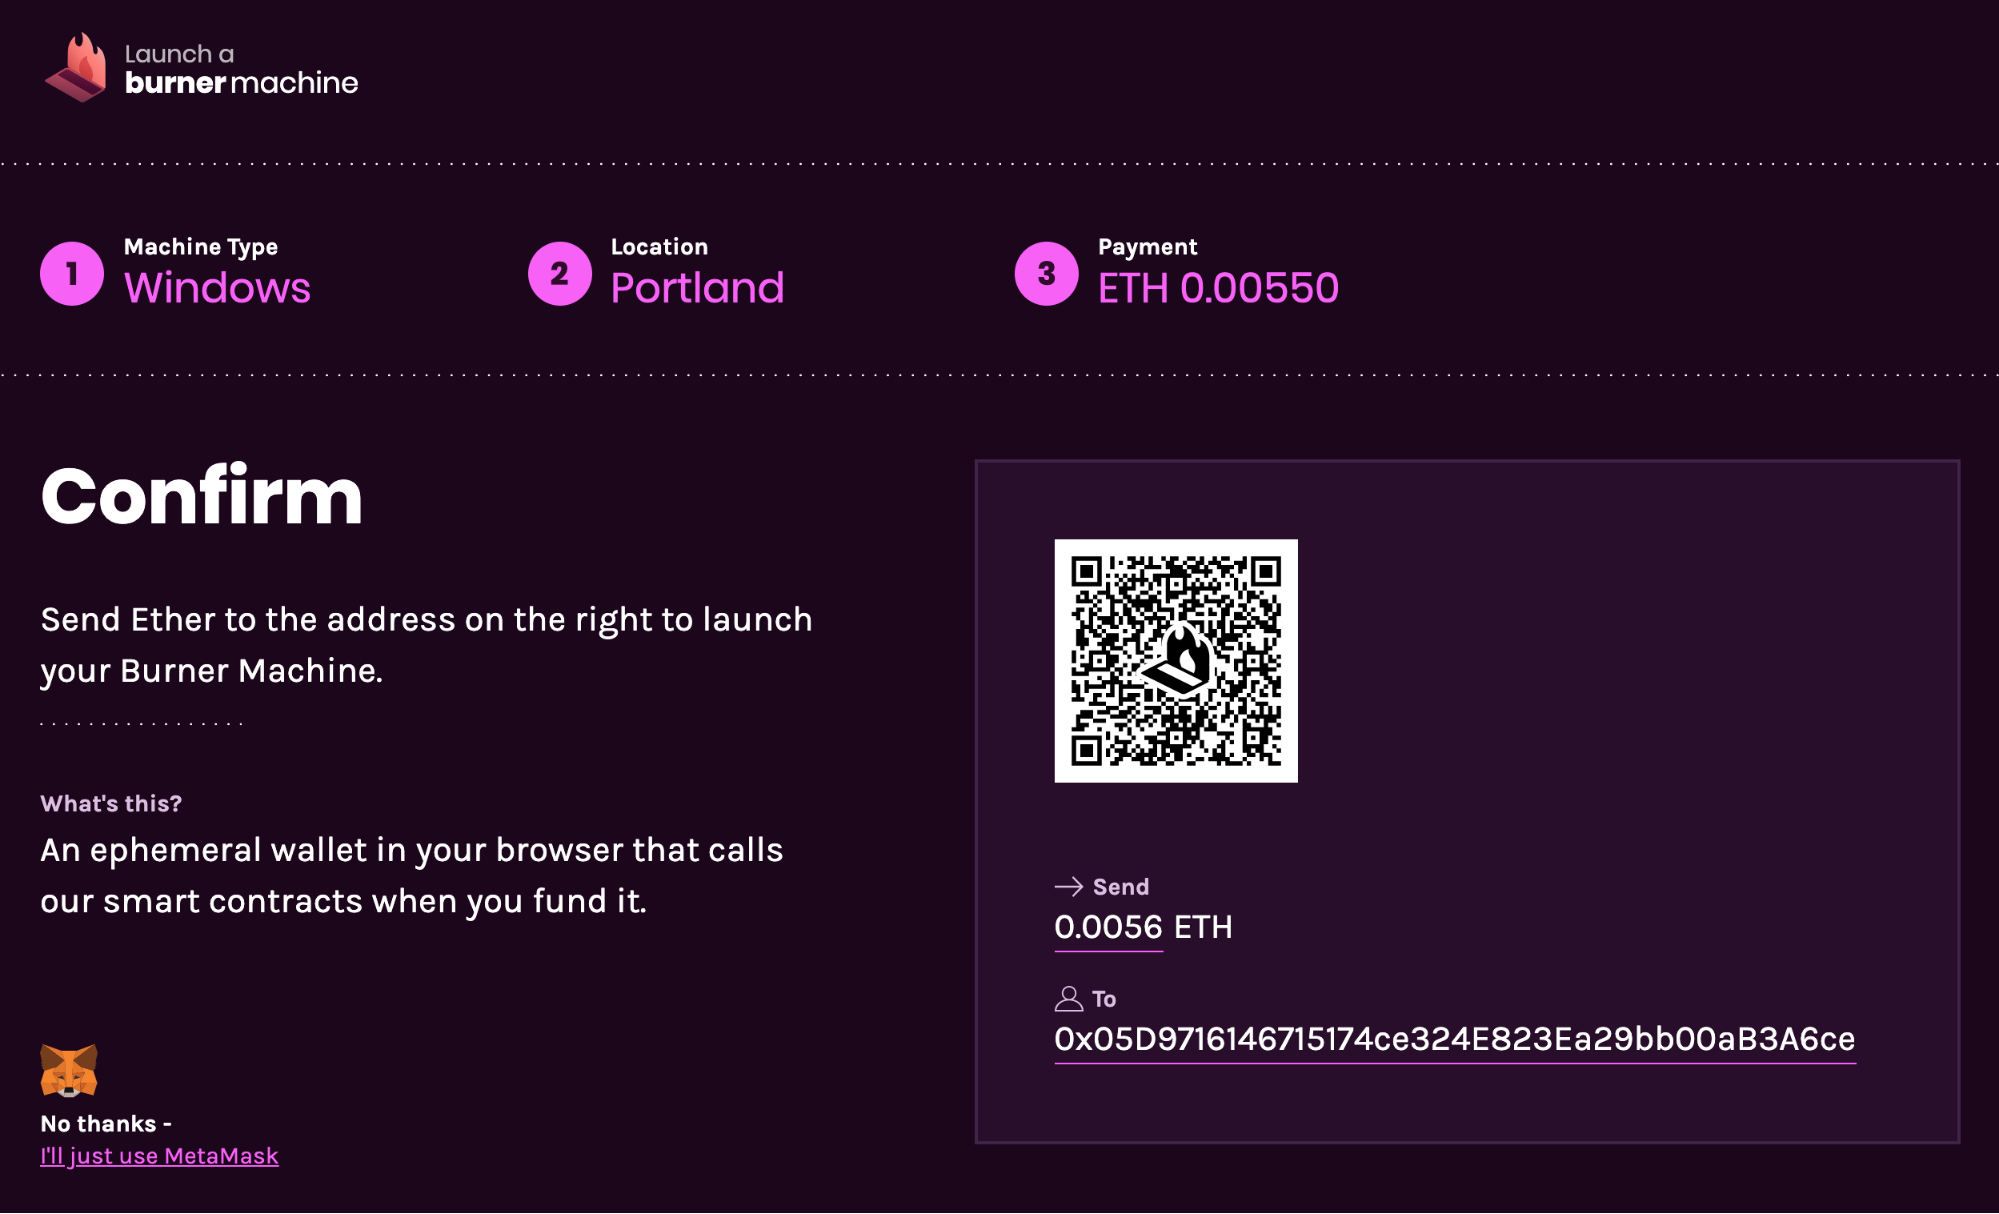 Launch a
burner machine
1
Machine Type
Windows
2
Location
Portland
3
Payment
ETH 0.00550
Confirm
Send Ether to the address on the right to launch
your Burner Machine.
What's this?
An ephemeral wallet in your browser that calls
our smart contracts when you fund it.
No thanks -
I'll just use MetaMask
Send
0.0056 ETH
To
0x05D9716146715174ce324E823Ea29bb00aB3A6ce